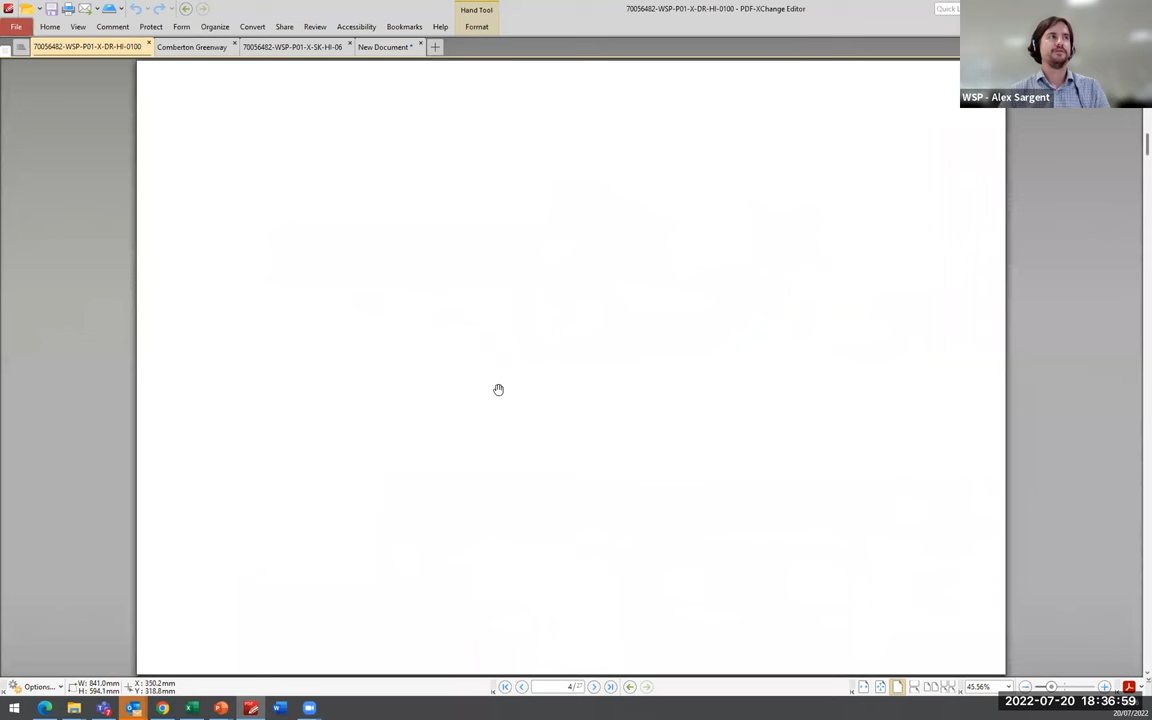 70056482-WSP-P01-X-DR-HI-0100 - PDF-XChange Editor
Hand Tool
Quick L
File Home View Comment Protect Form Organize Convert Share Review Accessibility Bookmarks Help Format
70056482-WSP-P01-X-DR-HI-0100 × Comberton Greenway × 70056482-WSP-P01-X-SK-HI-06 × New Document * ×
WSP - Alex Sargent
Options...
W: 841.0mm
H: 594.1mm
X: 350.2mm
Y: 318.8mm
4/27
45.56%
2022-07-20 18:36:59
20/07/2022